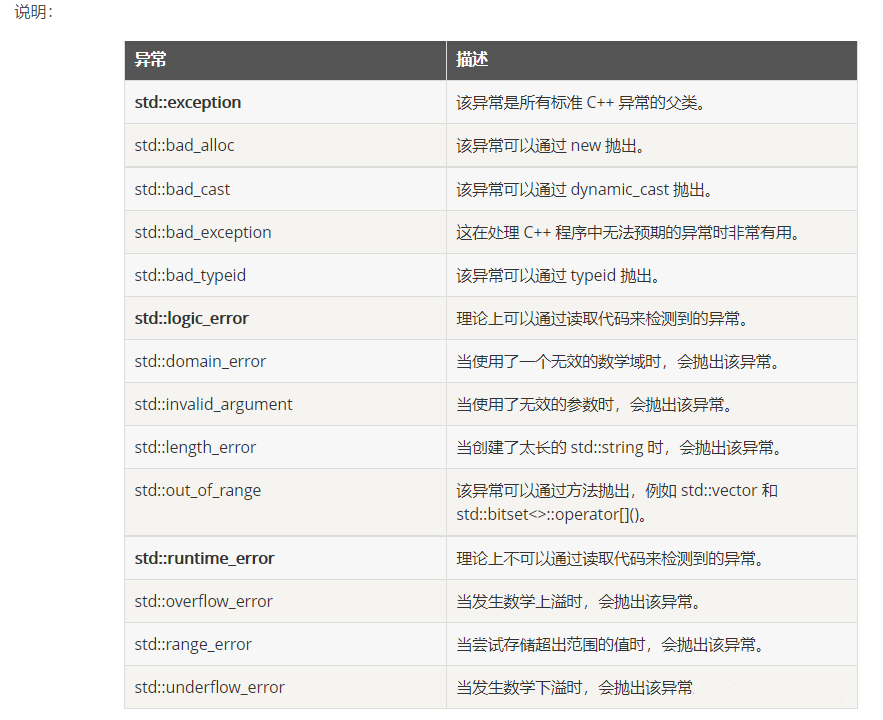 说明：
异常 描述
std::exception 该异常是所有标准 C++ 异常的父类。
std::bad_alloc 该异常可以通过 new 抛出。
std::bad_cast 该异常可以通过 dynamic_cast 抛出。
std::bad_exception 这在处理 C++ 程序中无法预期的异常时非常有用。
std::bad_typeid 该异常可以通过 typeid 抛出。
std::logic_error 理论上可以通过读取代码来检测到的异常。
std::domain_error 当使用了一个无效的数学域时，会抛出该异常。
std::invalid_argument 当使用了无效的参数时，会抛出该异常。
std::length_error 当创建了太长的 std::string 时，会抛出该异常。
std::out_of_range 该异常可以通过方法抛出，例如 std::vector 和
std::bitset<>::operator[]()。
std::runtime_error 理论上不可以通过读取代码来检测到的异常。
std::overflow_error 当发生数学上溢时，会抛出该异常。
std::range_error 当尝试存储超出范围的值时，会抛出该异常。
std::underflow_error 当发生数学下溢时，会抛出该异常